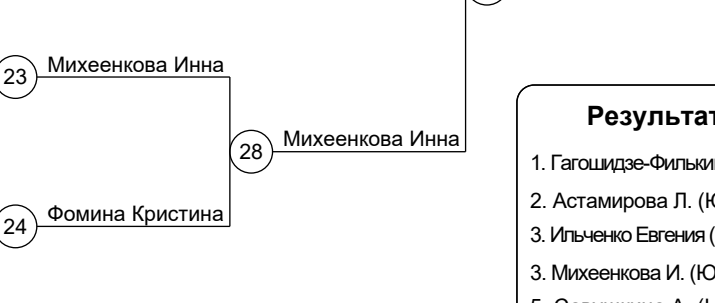 23
Михеенкова Инна
28
Михеенкова Инна
24
Фомина Кристина
Результат
1. Гагошидзе-Фильки
2. Астамирова Л. (Ю
3. Ильченко Евгения (
3. Михеенкова И. (Ю